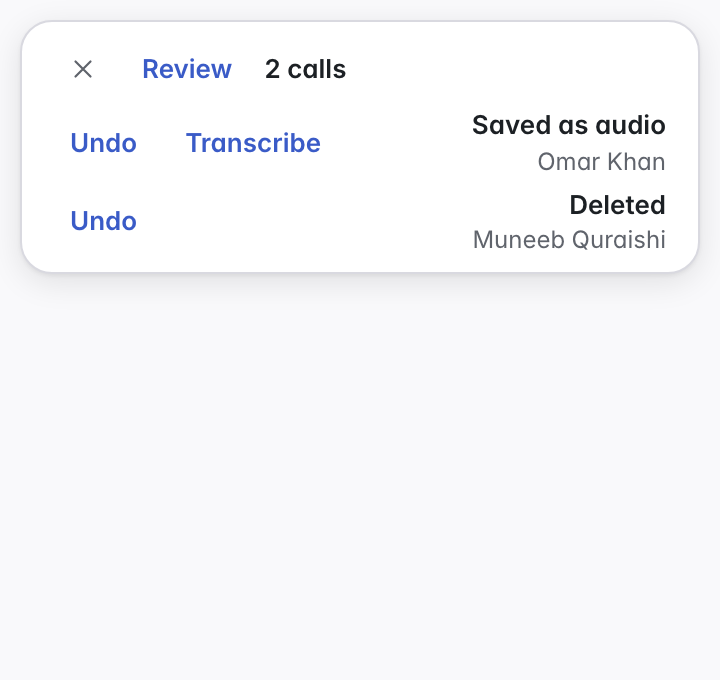 Review 2 calls
Saved as audio
Undo Transcribe
Omar Khan
Deleted
Undo
Muneeb Quraishi